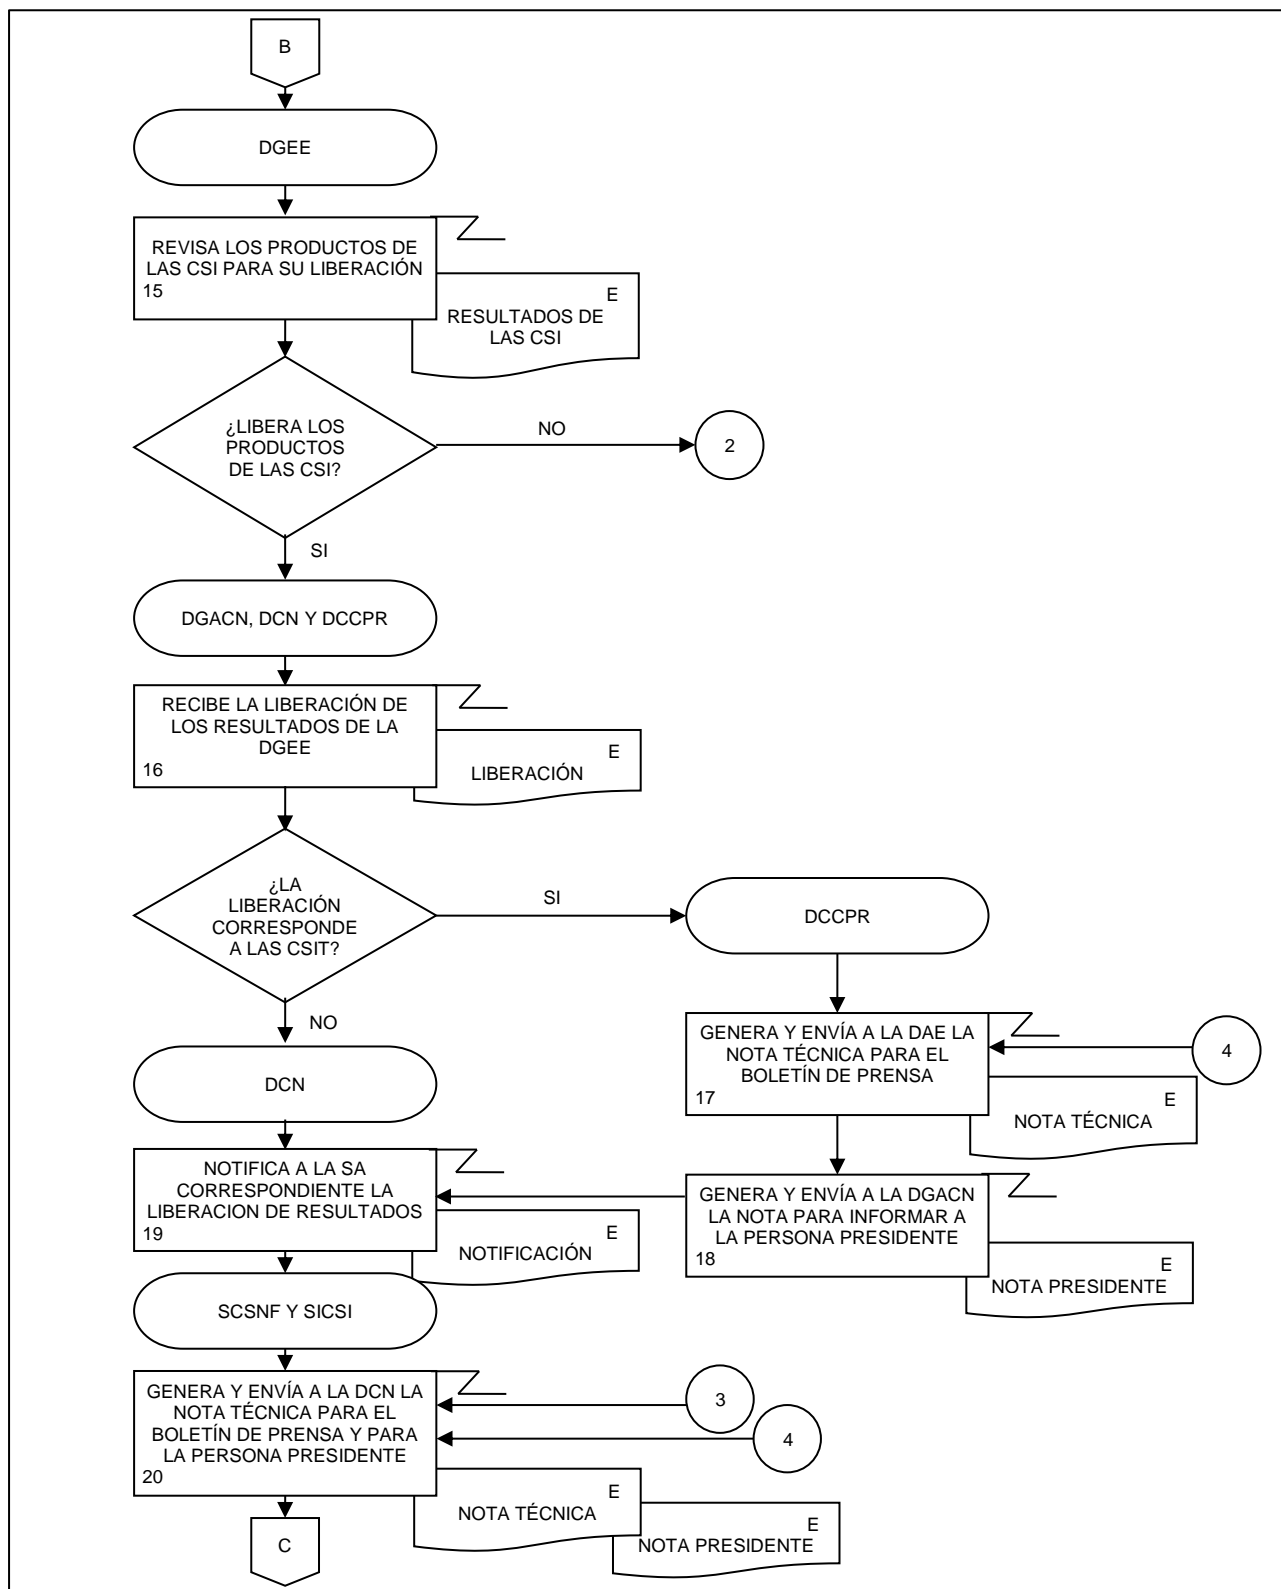 B
DGEE
REVISA LOS PRODUCTOS DE
LAS CSI PARA SU LIBERACIÓN
15
E
RESULTADOS DE
LAS CSI
¿LIBERA LOS
PRODUCTOS
DE LAS CSI?
NO
2
SI
DGACN, DCN Y DCCPR
RECIBE LA LIBERACIÓN DE
LOS RESULTADOS DE LA
DGEE
16
E
LIBERACIÓN
¿LA
LIBERACIÓN
CORRESPONDE
A LAS CSIT?
SI
DCCPR
NO
GENERA Y ENVÍA A LA DAE LA
NOTA TÉCNICA PARA EL
BOLETÍN DE PRENSA
17
4
E
NOTA TÉCNICA
DCN
NOTIFICA A LA SA
CORRESPONDIENTE LA
LIBERACION DE RESULTADOS
19
E
NOTIFICACIÓN
GENERA Y ENVÍA A LA DGACN
LA NOTA PARA INFORMAR A
LA PERSONA PRESIDENTE
18
E
NOTA PRESIDENTE
SCSNF Y SICSI
GENERA Y ENVÍA A LA DCN LA
NOTA TÉCNICA PARA EL
BOLETÍN DE PRENSA Y PARA
LA PERSONA PRESIDENTE
20
3
4
E
NOTA TÉCNICA
E
NOTA PRESIDENTE
C